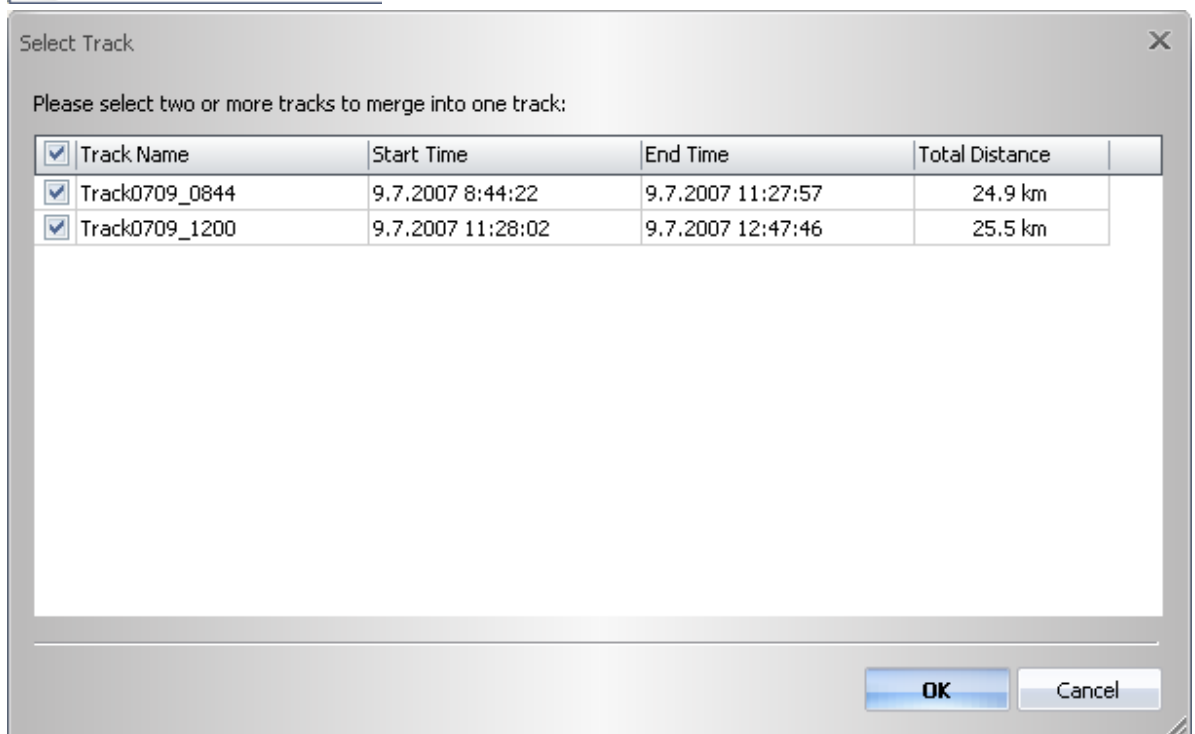 Select Track
Please select two or more tracks to merge into one track:
Track Name Start Time End Time Total Distance
Track0709_0844 9.7.2007 8:44:22 9.7.2007 11:27:57 24.9 km
Track0709_1200 9.7.2007 11:28:02 9.7.2007 12:47:46 25.5 km
OK Cancel